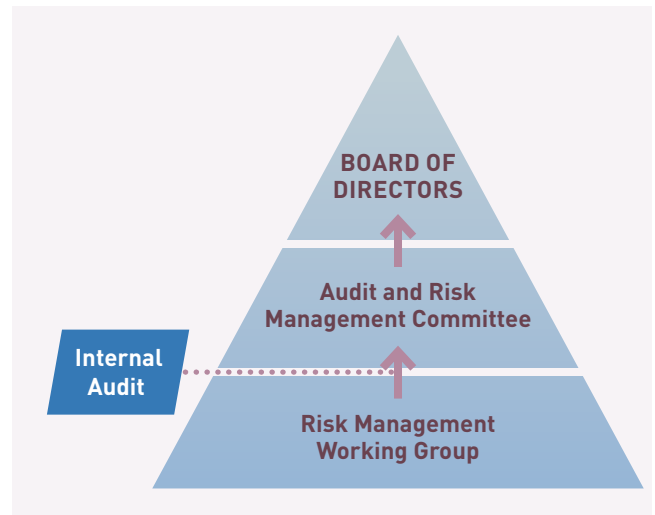 BOARD OF
DIRECTORS
Audit and Risk
Management Committee
Internal
Audit
Risk Management
Working Group